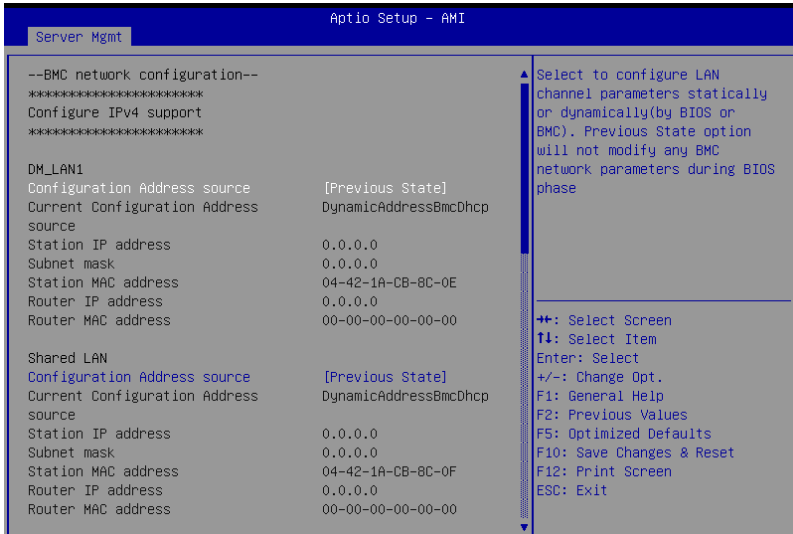 Aptio Setup - AMI
Server Mgmt
--BMC network configuration--
************************
Configure IPv4 support
************************
DM_LAN1
Configuration Address source [Previous State]
Current Configuration Address DynamicAddressBmcDhcp
source
Station IP address 0.0.0.0
Subnet mask 0.0.0.0
Station MAC address 04-42-1A-CB-8C-0E
Router IP address 0.0.0.0
Router MAC address 00-00-00-00-00-00
Shared LAN
Configuration Address source [Previous State]
Current Configuration Address DynamicAddressBmcDhcp
source
Station IP address 0.0.0.0
Subnet mask 0.0.0.0
Station MAC address 04-42-1A-CB-8C-0F
Router IP address 0.0.0.0
Router MAC address 00-00-00-00-00-00
Select to configure LAN
channel parameters statically
or dynamically(by BIOS or
BMC). Previous State option
will not modify any BMC
network parameters during BIOS
phase
→←: Select Screen
↑↓: Select Item
Enter: Select
+/-: Change Opt.
F1: General Help
F2: Previous Values
F5: Optimized Defaults
F10: Save Changes & Reset
F12: Print Screen
ESC: Exit